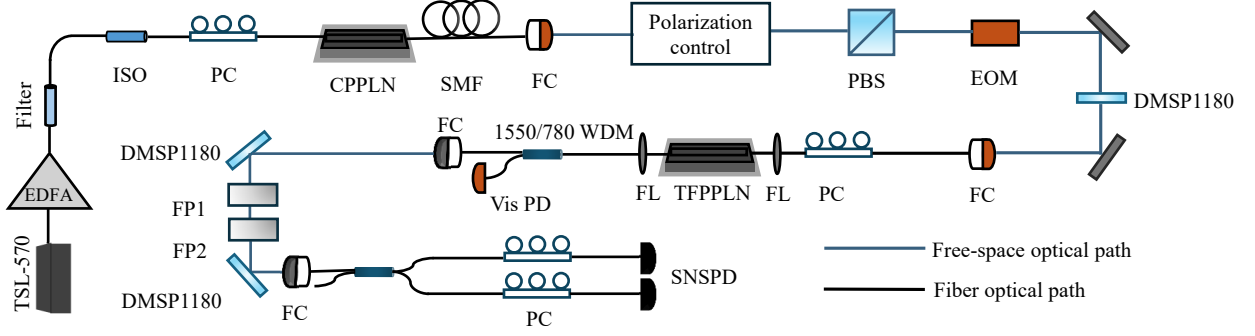 Polarization
control
ISO
PC
CPPLN
SMF
FC
PBS
EOM
DMSP1180
Filter
EDFA
TSL-570
DMSP1180
FC
1550/780 WDM
Vis PD
FL
TFPPLN
FL
PC
FC
FP1
FP2
DMSP1180
FC
PC
SNSPD
Free-space optical path
Fiber optical path